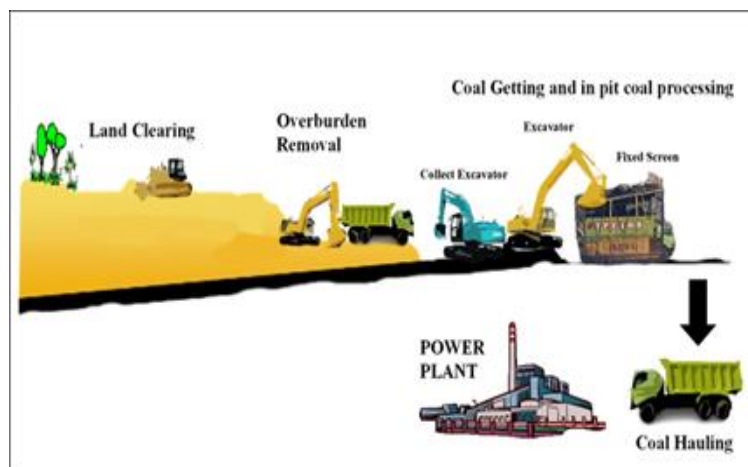 Coal Getting and in pit coal processing
Land Clearing
Overburden
Removal
Excavator
Collect Excavator
Fixed Screen
POWER
PLANT
Coal Hauling